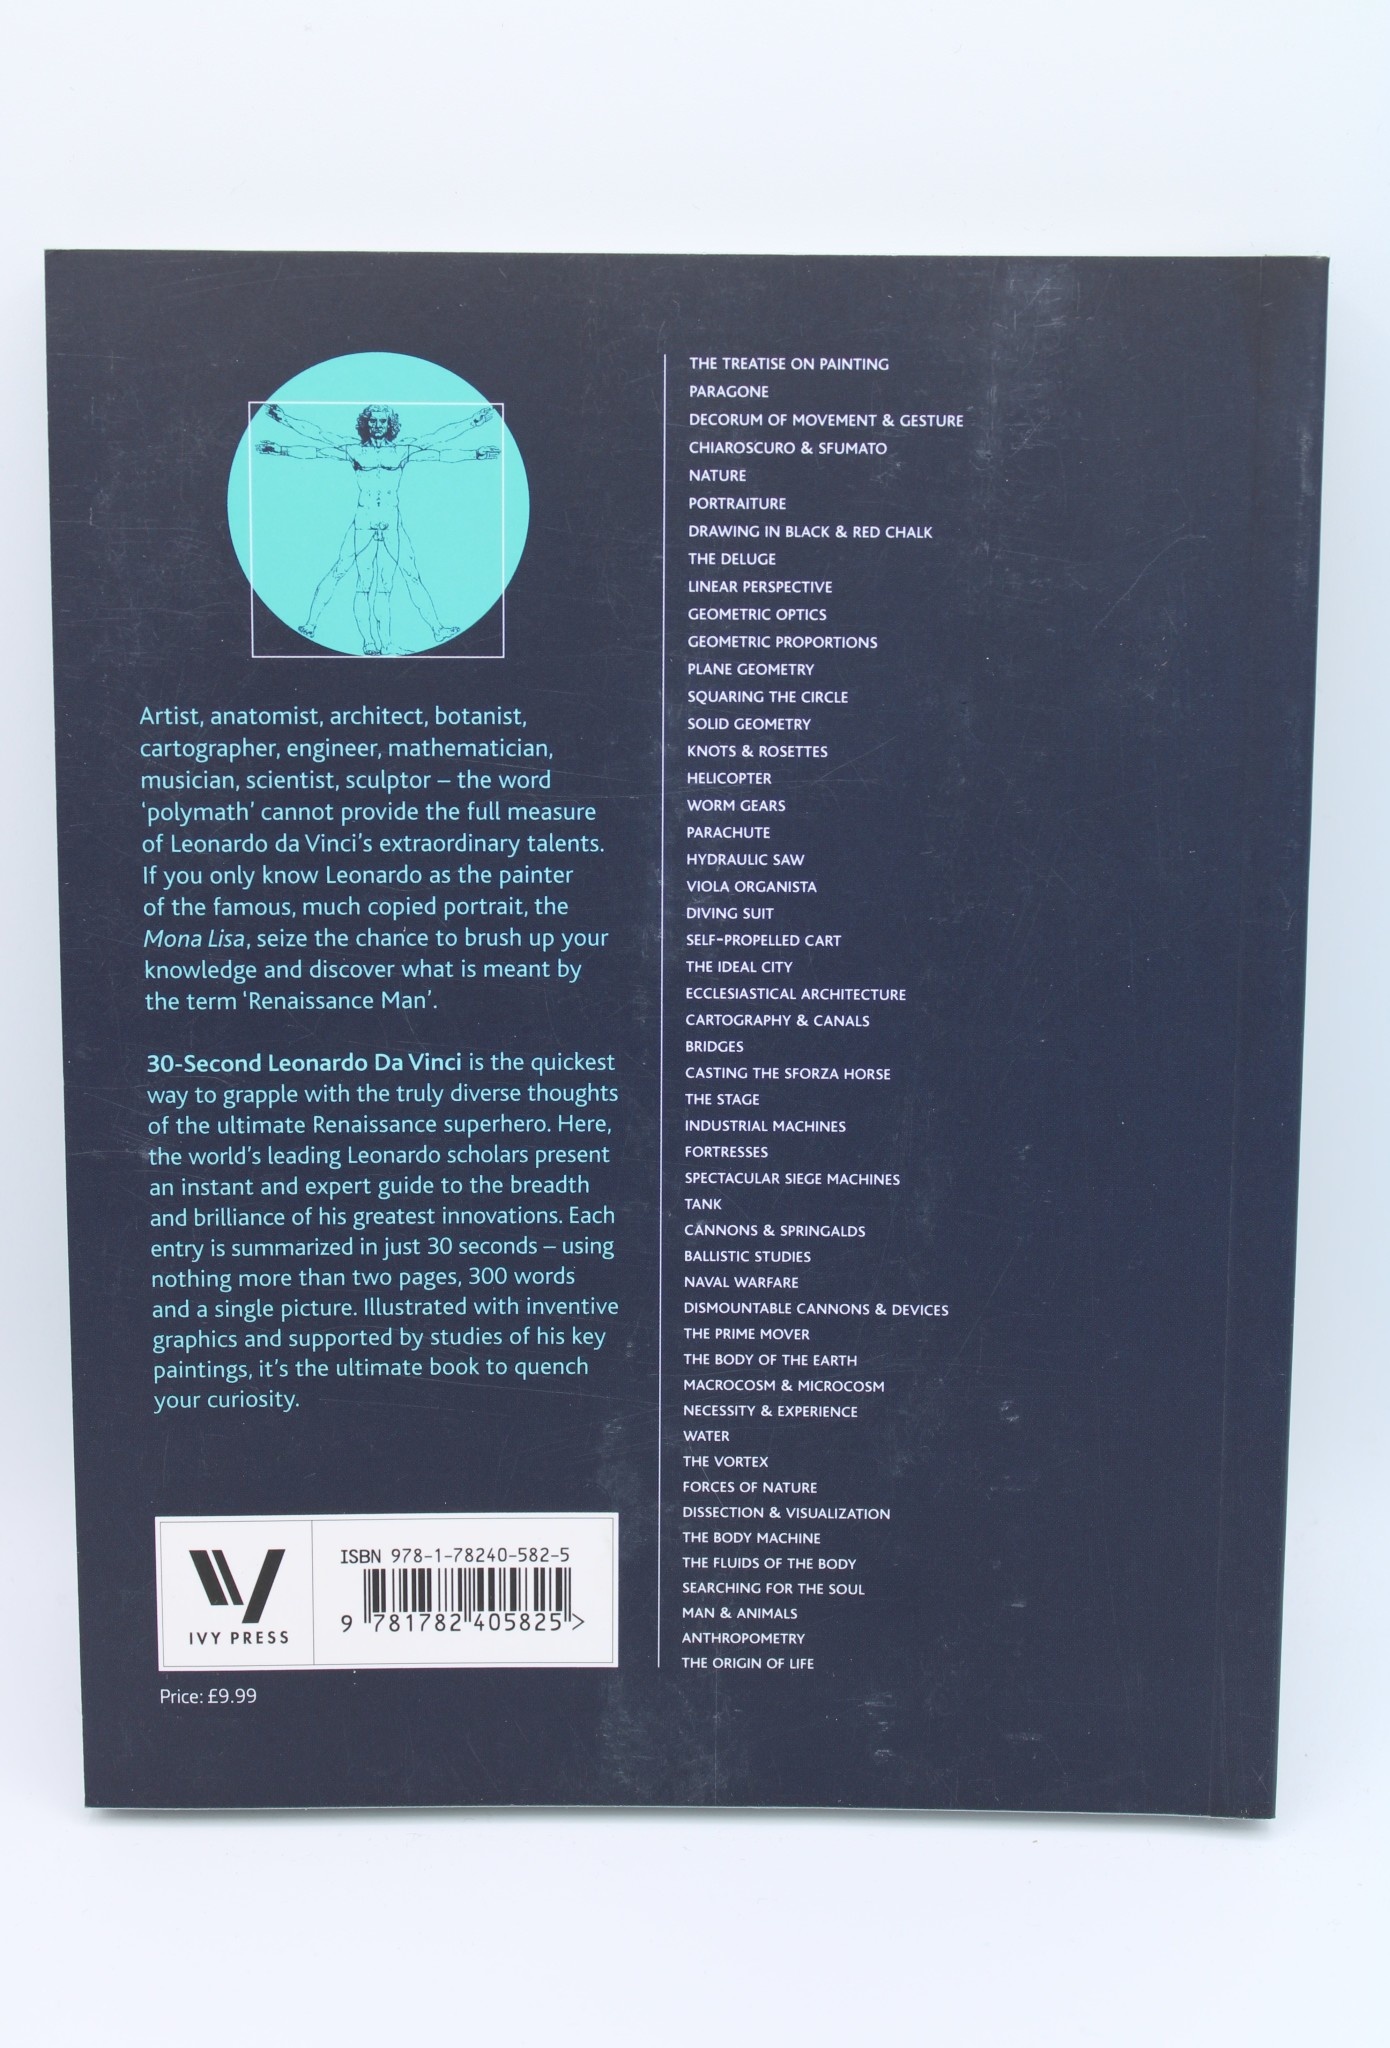 Artist, anatomist, architect, botanist,
cartographer, engineer, mathematician,
musician, scientist, sculptor – the word
‘polymath’ cannot provide the full measure
of Leonardo da Vinci’s extraordinary talents.
If you only know Leonardo as the painter
of the famous, much copied portrait, the
Mona Lisa, seize the chance to brush up your
knowledge and discover what is meant by
the term ‘Renaissance Man’.
30-Second Leonardo Da Vinci is the quickest
way to grapple with the truly diverse thoughts
of the ultimate Renaissance superhero. Here,
the world’s leading Leonardo scholars present
an instant and expert guide to the breadth
and brilliance of his greatest innovations. Each
entry is summarized in just 30 seconds – using
nothing more than two pages, 300 words
and a single picture. Illustrated with inventive
graphics and supported by studies of his key
paintings, it’s the ultimate book to quench
your curiosity.
IVY PRESS
ISBN 978-1-78240-582-5
9 781782 405825 >
Price: £9.99
THE TREATISE ON PAINTING
PARAGONE
DECORUM OF MOVEMENT & GESTURE
CHIAROSCURO & SFUMATO
NATURE
PORTRAITURE
DRAWING IN BLACK & RED CHALK
THE DELUGE
LINEAR PERSPECTIVE
GEOMETRIC OPTICS
GEOMETRIC PROPORTIONS
PLANE GEOMETRY
SQUARING THE CIRCLE
SOLID GEOMETRY
KNOTS & ROSETTES
HELICOPTER
WORM GEARS
PARACHUTE
HYDRAULIC SAW
VIOLA ORGANISTA
DIVING SUIT
SELF-PROPELLED CART
THE IDEAL CITY
ECCLESIASTICAL ARCHITECTURE
CARTOGRAPHY & CANALS
BRIDGES
CASTING THE SFORZA HORSE
THE STAGE
INDUSTRIAL MACHINES
FORTRESSES
SPECTACULAR SIEGE MACHINES
TANK
CANNONS & SPRINGALDS
BALLISTIC STUDIES
NAVAL WARFARE
DISMOUNTABLE CANNONS & DEVICES
THE PRIME MOVER
THE BODY OF THE EARTH
MACROCOSM & MICROCOSM
NECESSITY & EXPERIENCE
WATER
THE VORTEX
FORCES OF NATURE
DISSECTION & VISUALIZATION
THE BODY MACHINE
THE FLUIDS OF THE BODY
SEARCHING FOR THE SOUL
MAN & ANIMALS
ANTHROPOMETRY
THE ORIGIN OF LIFE